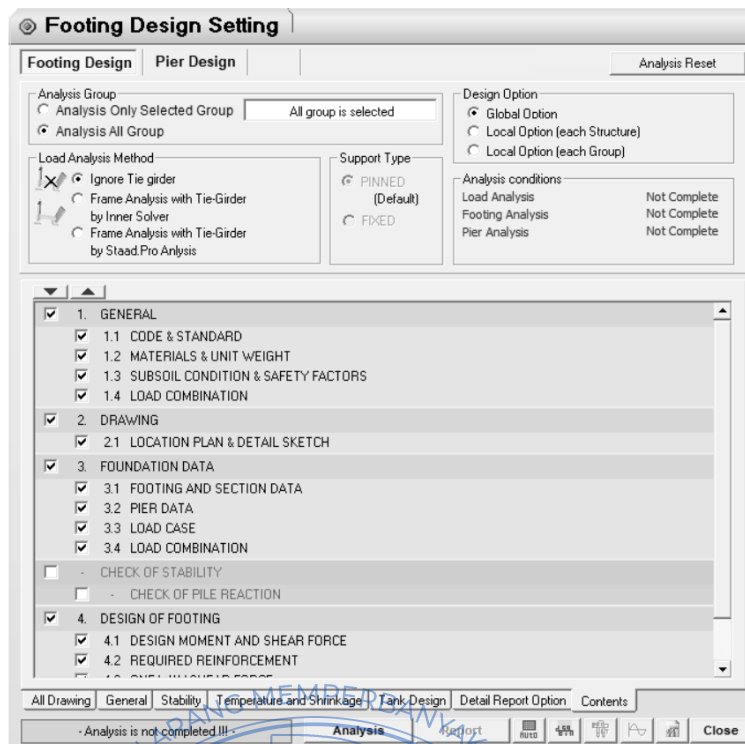 Footing Design Setting
Footing Design Pier Design
Analysis Reset
Analysis Group
Analysis Only Selected Group All group is selected
Analysis All Group
Design Option
Global Option
Local Option (each Structure)
Local Option (each Group)
Load Analysis Method
Ignore Tie girder
Frame Analysis with Tie-Girder
by Inner Solver
Frame Analysis with Tie-Girder
by Staad.Pro Anlysis
Support Type
PINNED
(Default)
FIXED
Analysis conditions
Load Analysis Not Complete
Footing Analysis Not Complete
Pier Analysis Not Complete
1. GENERAL
1.1 CODE & STANDARD
1.2 MATERIALS & UNIT WEIGHT
1.3 SUBSOIL CONDITION & SAFETY FACTORS
1.4 LOAD COMBINATION
2. DRAWING
2.1 LOCATION PLAN & DETAIL SKETCH
3. FOUNDATION DATA
3.1 FOOTING AND SECTION DATA
3.2 PIER DATA
3.3 LOAD CASE
3.4 LOAD COMBINATION
- CHECK OF STABILITY
- CHECK OF PILE REACTION
4. DESIGN OF FOOTING
4.1 DESIGN MOMENT AND SHEAR FORCE
4.2 REQUIRED REINFORCEMENT
All Drawing General Stability Temperature and Shrinkage Tank Design Detail Report Option Contents
- Analysis is not completed !!! - Analysis Report AUTO Close